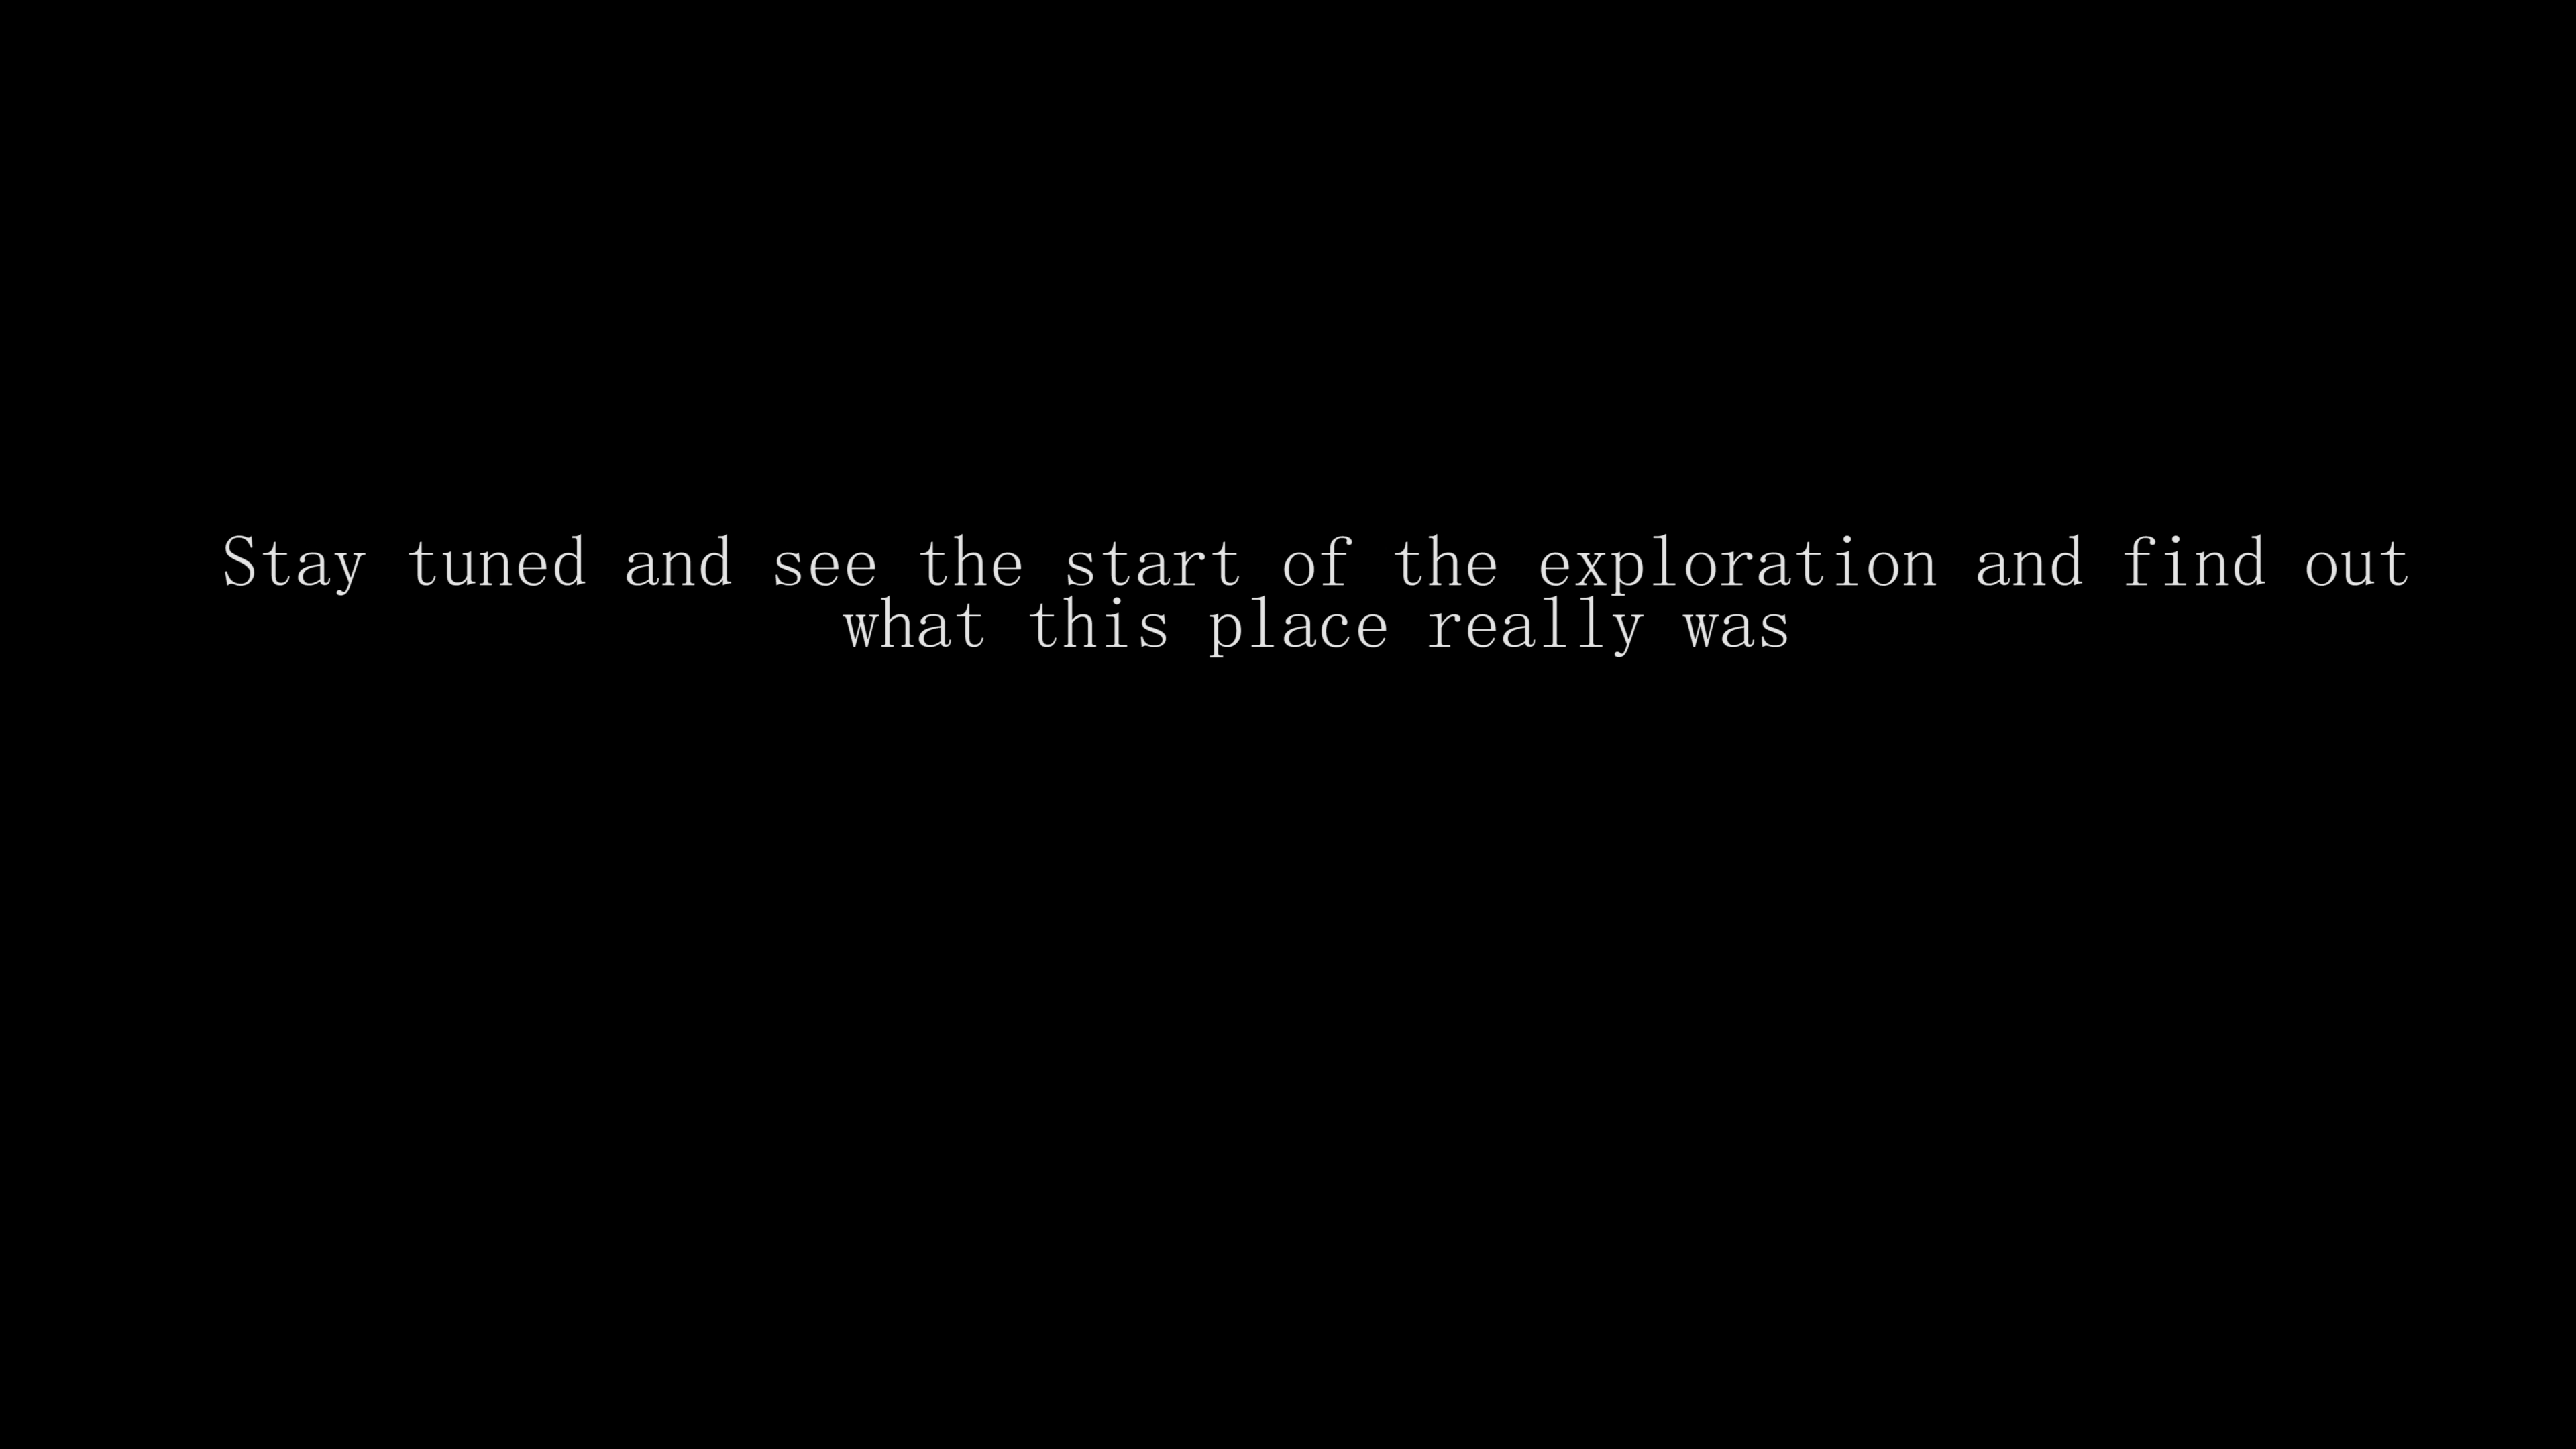 Stay tuned and see the start of the exploration and find out
what this place really was